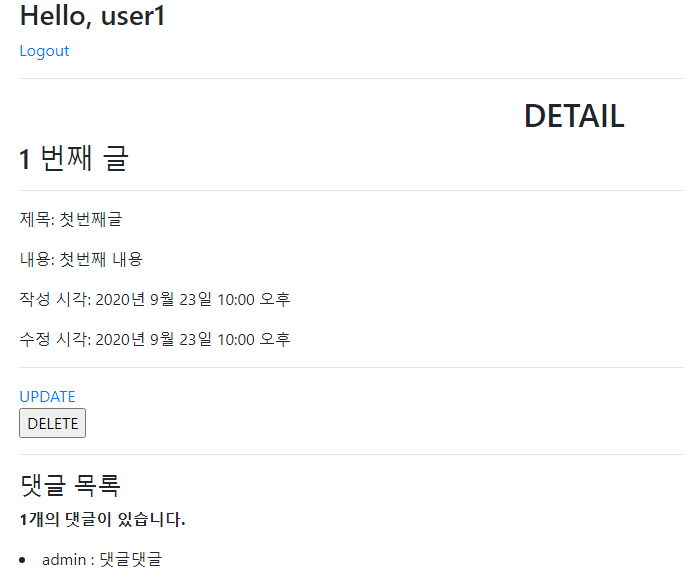 Hello, user1
Logout
DETAIL
1 번째 글
제목: 첫번째글
내용: 첫번째 내용
작성 시각: 2020년 9월 23일 10:00 오후
수정 시각: 2020년 9월 23일 10:00 오후
UPDATE
DELETE
댓글 목록
1개의 댓글이 있습니다.
• admin : 댓글댓글